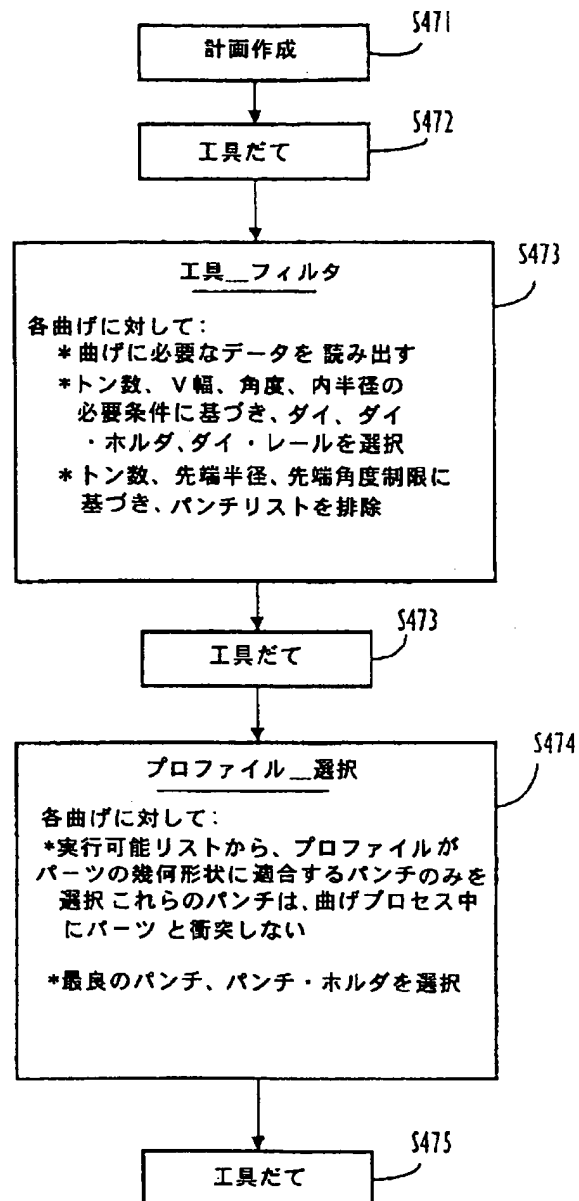 S471
計画作成
S472
工具だて
S473
工具__フィルタ
各曲げに対して:
*曲げに必要なデータを読み出す
*トン数、V幅、角度、内半径の
必要条件に基づき、ダイ、ダイ
・ホルダ、ダイ・レールを選択
*トン数、先端半径、先端角度制限に
基づき、パンチリストを排除
S473
工具だて
S474
プロファイル__選択
各曲げに対して:
*実行可能リストから、プロファイルが
パーツの幾何形状に適合するパンチのみを
選択 これらのパンチは、曲げプロセス中
にパーツ と衝突しない
*最良のパンチ、パンチ・ホルダを選択
S475
工具だて